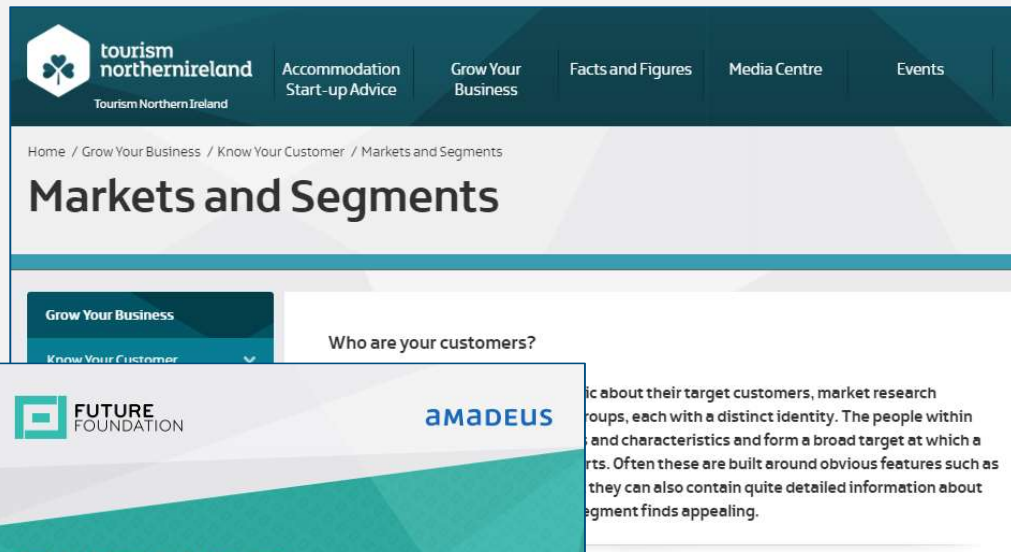 tourism
northernireland
Tourism Northern Ireland
Accommodation
Start-up Advice
Grow Your
Business
Facts and Figures
Media Centre
Events
Home / Grow Your Business / Know Your Customer / Markets and Segments
Markets and Segments
Grow Your Business
Know Your Customer
Who are your customers?
ic about their target customers, market research
roups, each with a distinct identity. The people within
and characteristics and form a broad target at which a
rts. Often these are built around obvious features such as
they can also contain quite detailed information about
egment finds appealing.
FUTURE
FOUNDATION
amadeus